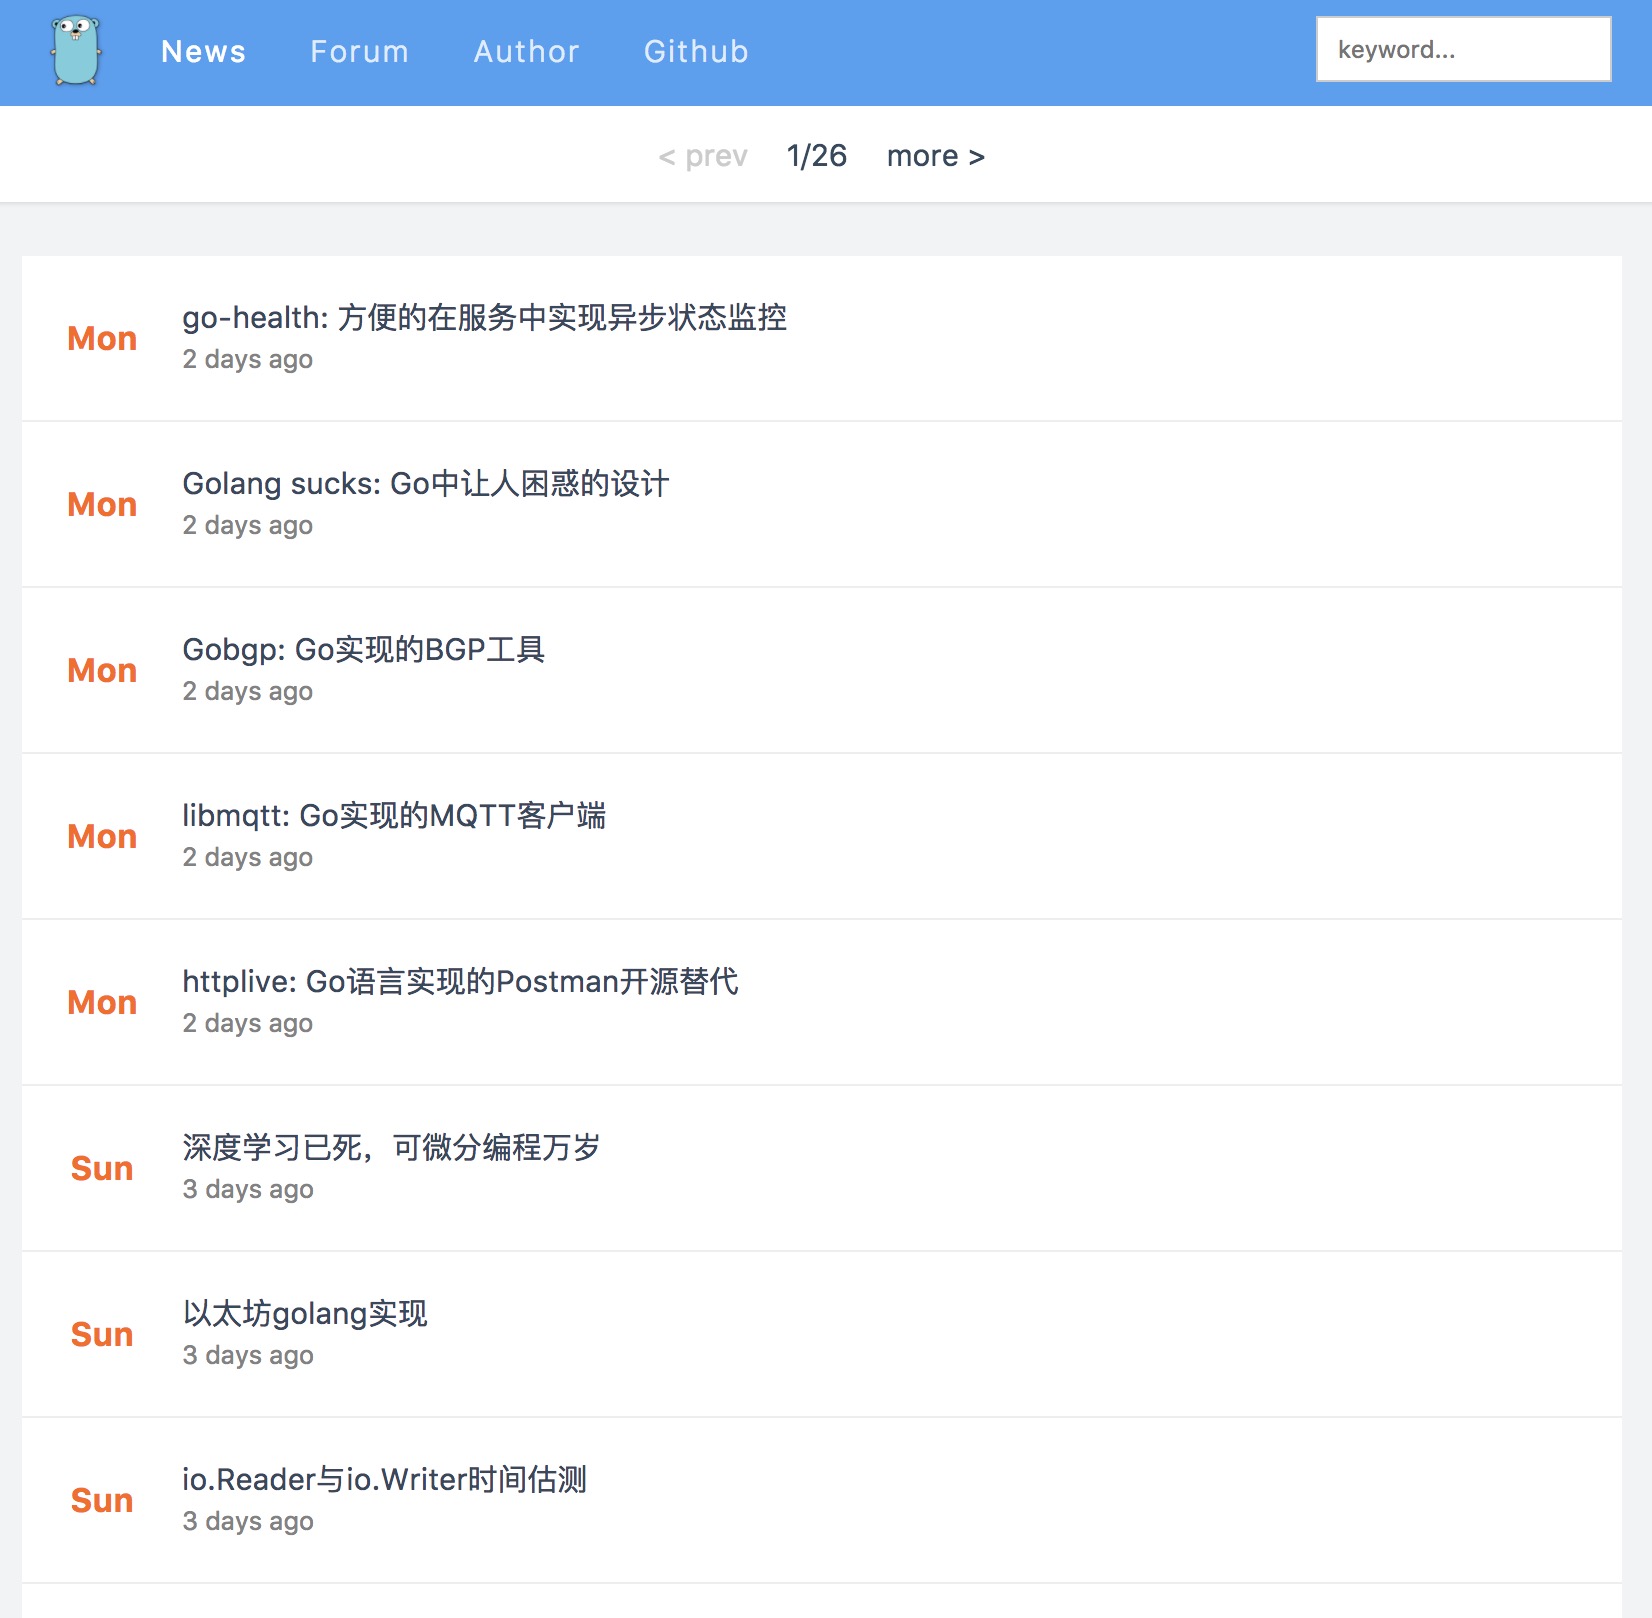 News Forum Author Github keyword...
< prev 1/26 more >
go-health: 方便的在服务中实现异步状态监控
Mon
2 days ago
Golang sucks: Go中让人困惑的设计
Mon
2 days ago
Gobgp: Go实现的BGP工具
Mon
2 days ago
libmqtt: Go实现的MQTT客户端
Mon
2 days ago
httplive: Go语言实现的Postman开源替代
Mon
2 days ago
深度学习已死，可微分编程万岁
Sun
3 days ago
以太坊golang实现
Sun
3 days ago
io.Reader与io.Writer时间估测
Sun
3 days ago